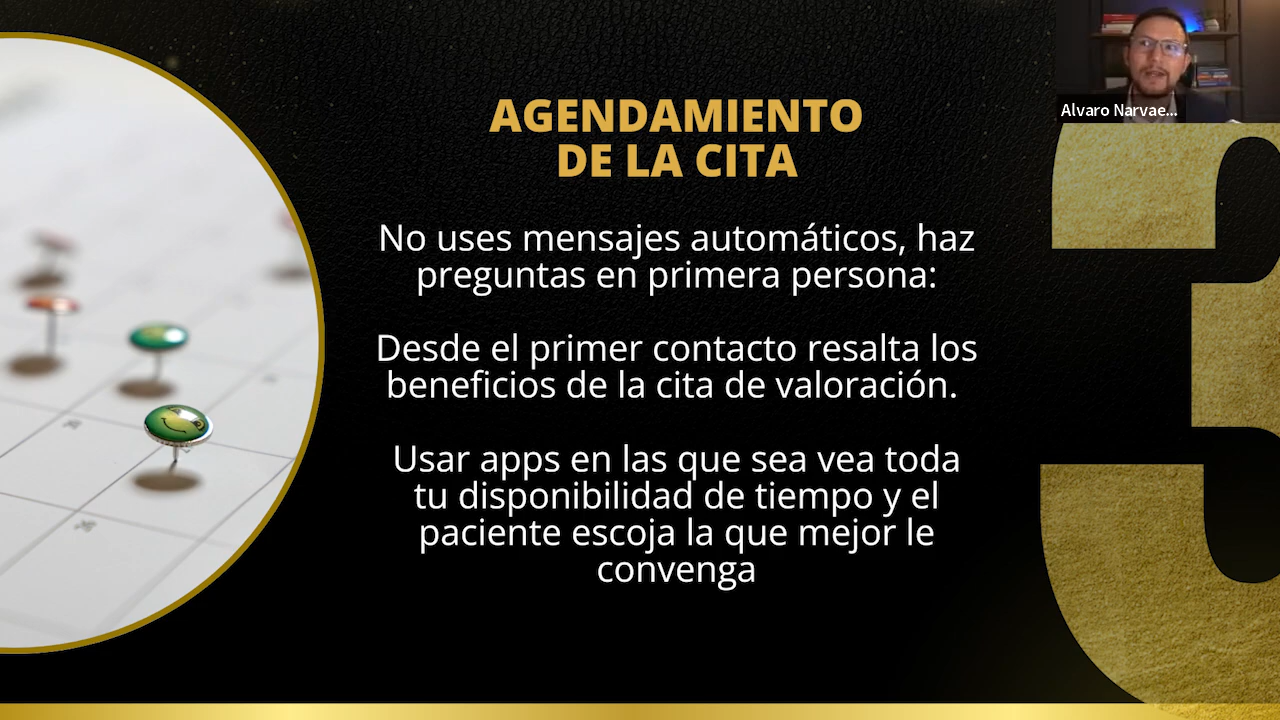 AGENDAMIENTO
DE LA CITA
Alvaro Narvae...
No uses mensajes automáticos, haz
preguntas en primera persona:
Desde el primer contacto resalta los
beneficios de la cita de valoración.
Usar apps en las que sea vea toda
tu disponibilidad de tiempo y el
paciente escoja la que mejor le
convenga
3